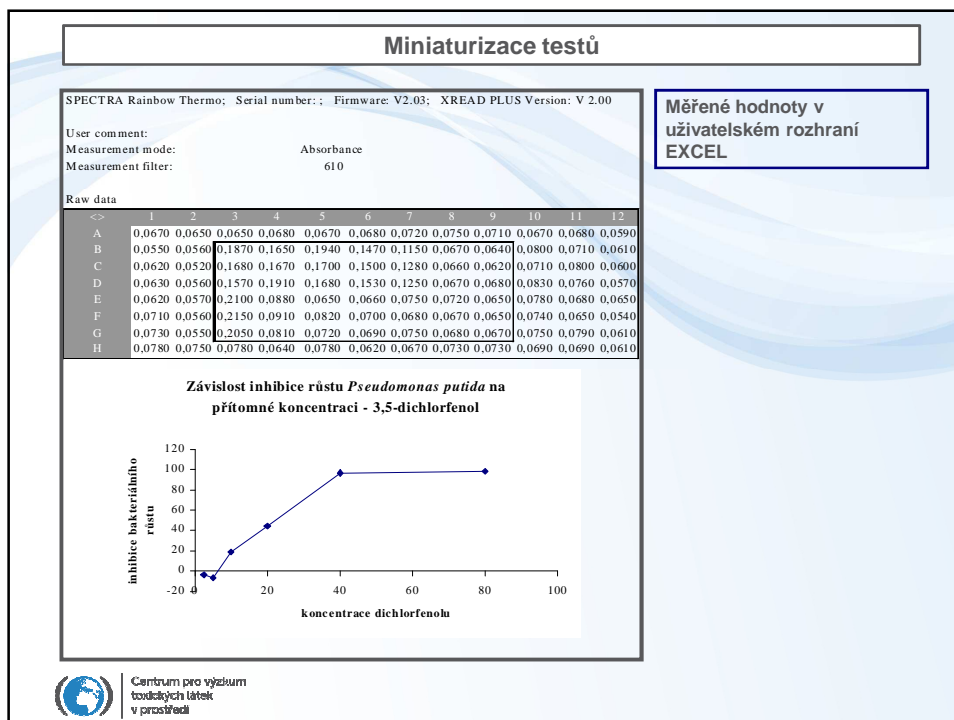 Miniaturizace testů
SPECTRA Rainbow Thermo; Serial number: ; Firmware: V2.03; XREAD PLUS Version: V 2.00
User comment:
Measurement mode: Absorbance
Measurement filter: 610
Raw data
<> 1 2 3 4 5 6 7 8 9 10 11 12
A 0,0670 0,0650 0,0650 0,0680 0,0670 0,0680 0,0720 0,0750 0,0710 0,0670 0,0680 0,0590
B 0,0550 0,0560 0,1870 0,1650 0,1940 0,1470 0,1150 0,0670 0,0640 0,0800 0,0710 0,0610
C 0,0620 0,0520 0,1680 0,1670 0,1700 0,1500 0,1280 0,0660 0,0620 0,0710 0,0800 0,0600
D 0,0630 0,0560 0,1570 0,1910 0,1680 0,1530 0,1250 0,0670 0,0680 0,0830 0,0760 0,0570
E 0,0620 0,0570 0,2100 0,0880 0,0650 0,0660 0,0750 0,0720 0,0650 0,0780 0,0680 0,0650
F 0,0710 0,0560 0,2150 0,0910 0,0820 0,0700 0,0680 0,0670 0,0650 0,0740 0,0650 0,0540
G 0,0730 0,0550 0,2050 0,0810 0,0720 0,0690 0,0750 0,0680 0,0670 0,0750 0,0790 0,0610
H 0,0780 0,0750 0,0780 0,0640 0,0780 0,0620 0,0670 0,0730 0,0730 0,0690 0,0690 0,0610
Měřené hodnoty v
uživatelském rozhraní
EXCEL
Závislost inhibice růstu Pseudomonas putida na
přítomné koncentraci - 3,5-dichlorfenol
inhibice bakteriálního
růstu
120
100
80
60
40
20
0
-20
0 20 40 60 80 100
koncentrace dichlorfenolu
Centrum pro výzkum
toxických látek
v prostředí